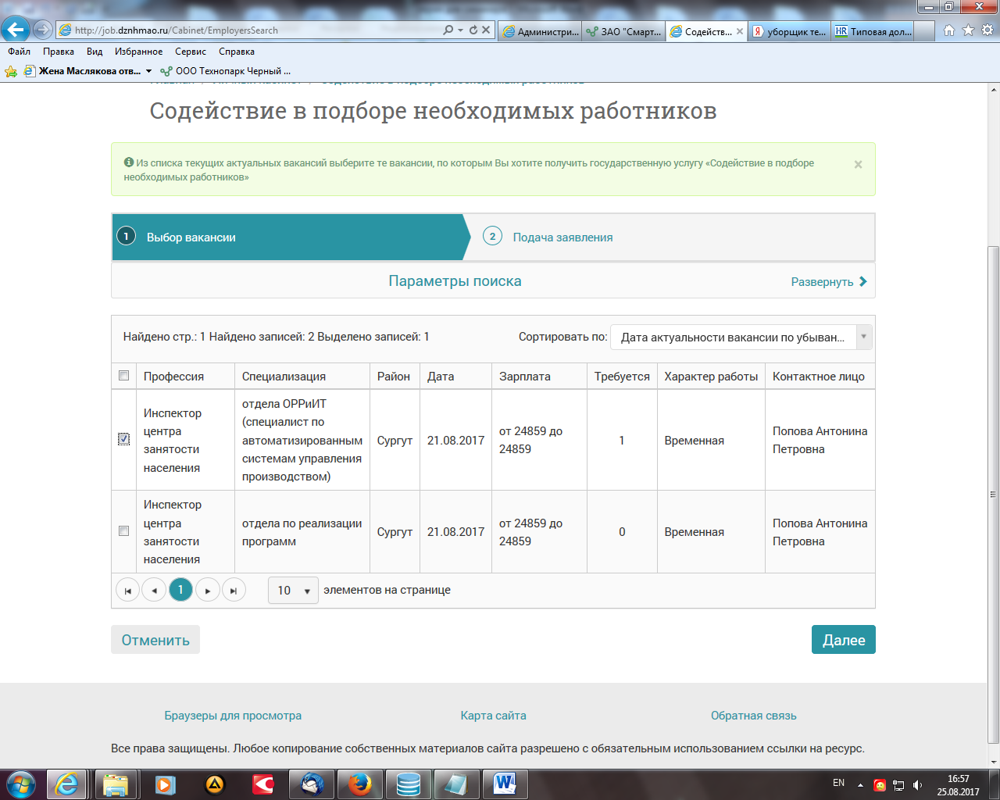 http://job.dznhmao.ru/Cabinet/EmployersSearch
Администри...
ЗАО "Смарт...
Содейств...
уборщик те...
HR Типовая дол...
Файл Правка Вид Избранное Сервис Справка
Жена Маслякова отв...
ООО Технопарк Черный ...
Содействие в подборе необходимых работников
Из списка текущих актуальных вакансий выберите те вакансии, по которым Вы хотите получить государственную услугу «Содействие в подборе
необходимых работников»
1 Выбор вакансии
2 Подача заявления
Параметры поиска
Развернуть
Найдено стр.: 1 Найдено записей: 2 Выделено записей: 1
Сортировать по: Дата актуальности вакансии по убыван...
Профессия Специализация Район Дата Зарплата Требуется Характер работы Контактное лицо
Инспектор
центра
занятости
населения
отдела ОРРиИТ
(специалист по
автоматизированным
системам управления
производством)
Сургут
21.08.2017
от 24859 до
24859
1
Временная
Попова Антонина
Петровна
Инспектор
центра
занятости
населения
отдела по реализации
программ
Сургут
21.08.2017
от 24859 до
24859
0
Временная
Попова Антонина
Петровна
1
10
элементов на странице
Отменить
Далее
Браузеры для просмотра
Карта сайта
Обратная связь
Все права защищены. Любое копирование собственных материалов сайта разрешено с обязательным использованием ссылки на ресурс.
EN
16:57
25.08.2017